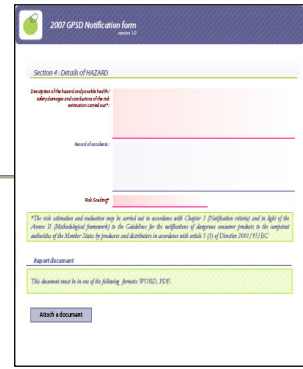 2007 GPSD Notification form
version 1.0
Section 4 : Details of HAZARD
Description of the hazard and possible health/
safety damages and conclusions of the risk
estimation carried out*:
Record of accidents:
Risk Grading*
*The risk estimation and evaluation may be carried out in accordance with Chapter 3 (Notification criteria) and in light of the
Annex II (Methodological framework) to the Guidelines for the notifications of dangerous consumer products to the competent
authorities of the Member States by producers and distributors in accordance with article 5 (3) of Directive 2001/95/EC
Report document
This document must be in one of the following formats: WORD, PDF.
Attach a document